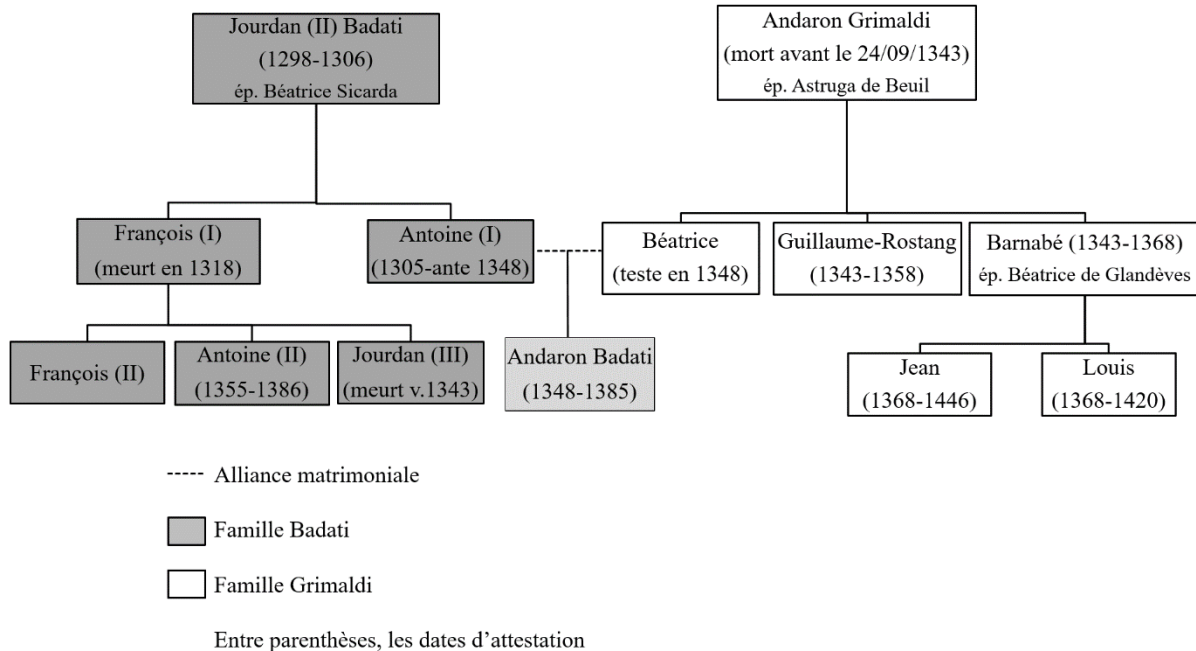 Jourdan (II) Badati
(1298-1306)
ép. Béatrice Sicarda
Andaron Grimaldi
(mort avant le 24/09/1343)
ép. Astruga de Beuil
François (I)
(meurt en 1318)
Antoine (I)
(1305-ante 1348)
Béatrice
(teste en 1348)
Guillaume-Rostang
(1343-1358)
Barnabé (1343-1368)
ép. Béatrice de Glandèves
François (II)
Antoine (II)
(1355-1386)
Jourdan (III)
(meurt v.1343)
Andaron Badati
(1348-1385)
Jean
(1368-1446)
Louis
(1368-1420)
Alliance matrimoniale
Famille Badati
Famille Grimaldi
Entre parenthèses, les dates d’attestation